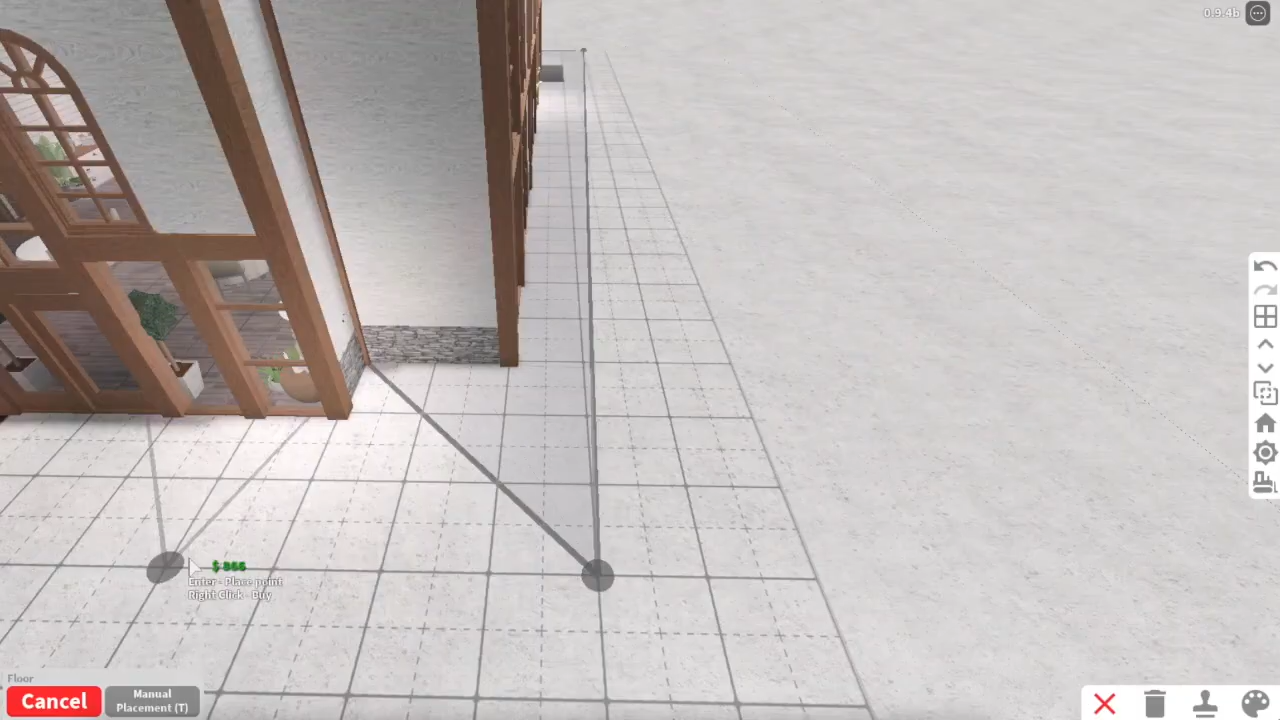 0.9.4b
$ 866
Enter - Place point
Right Click - Buy
Floor
Cancel
Manual
Placement (T)